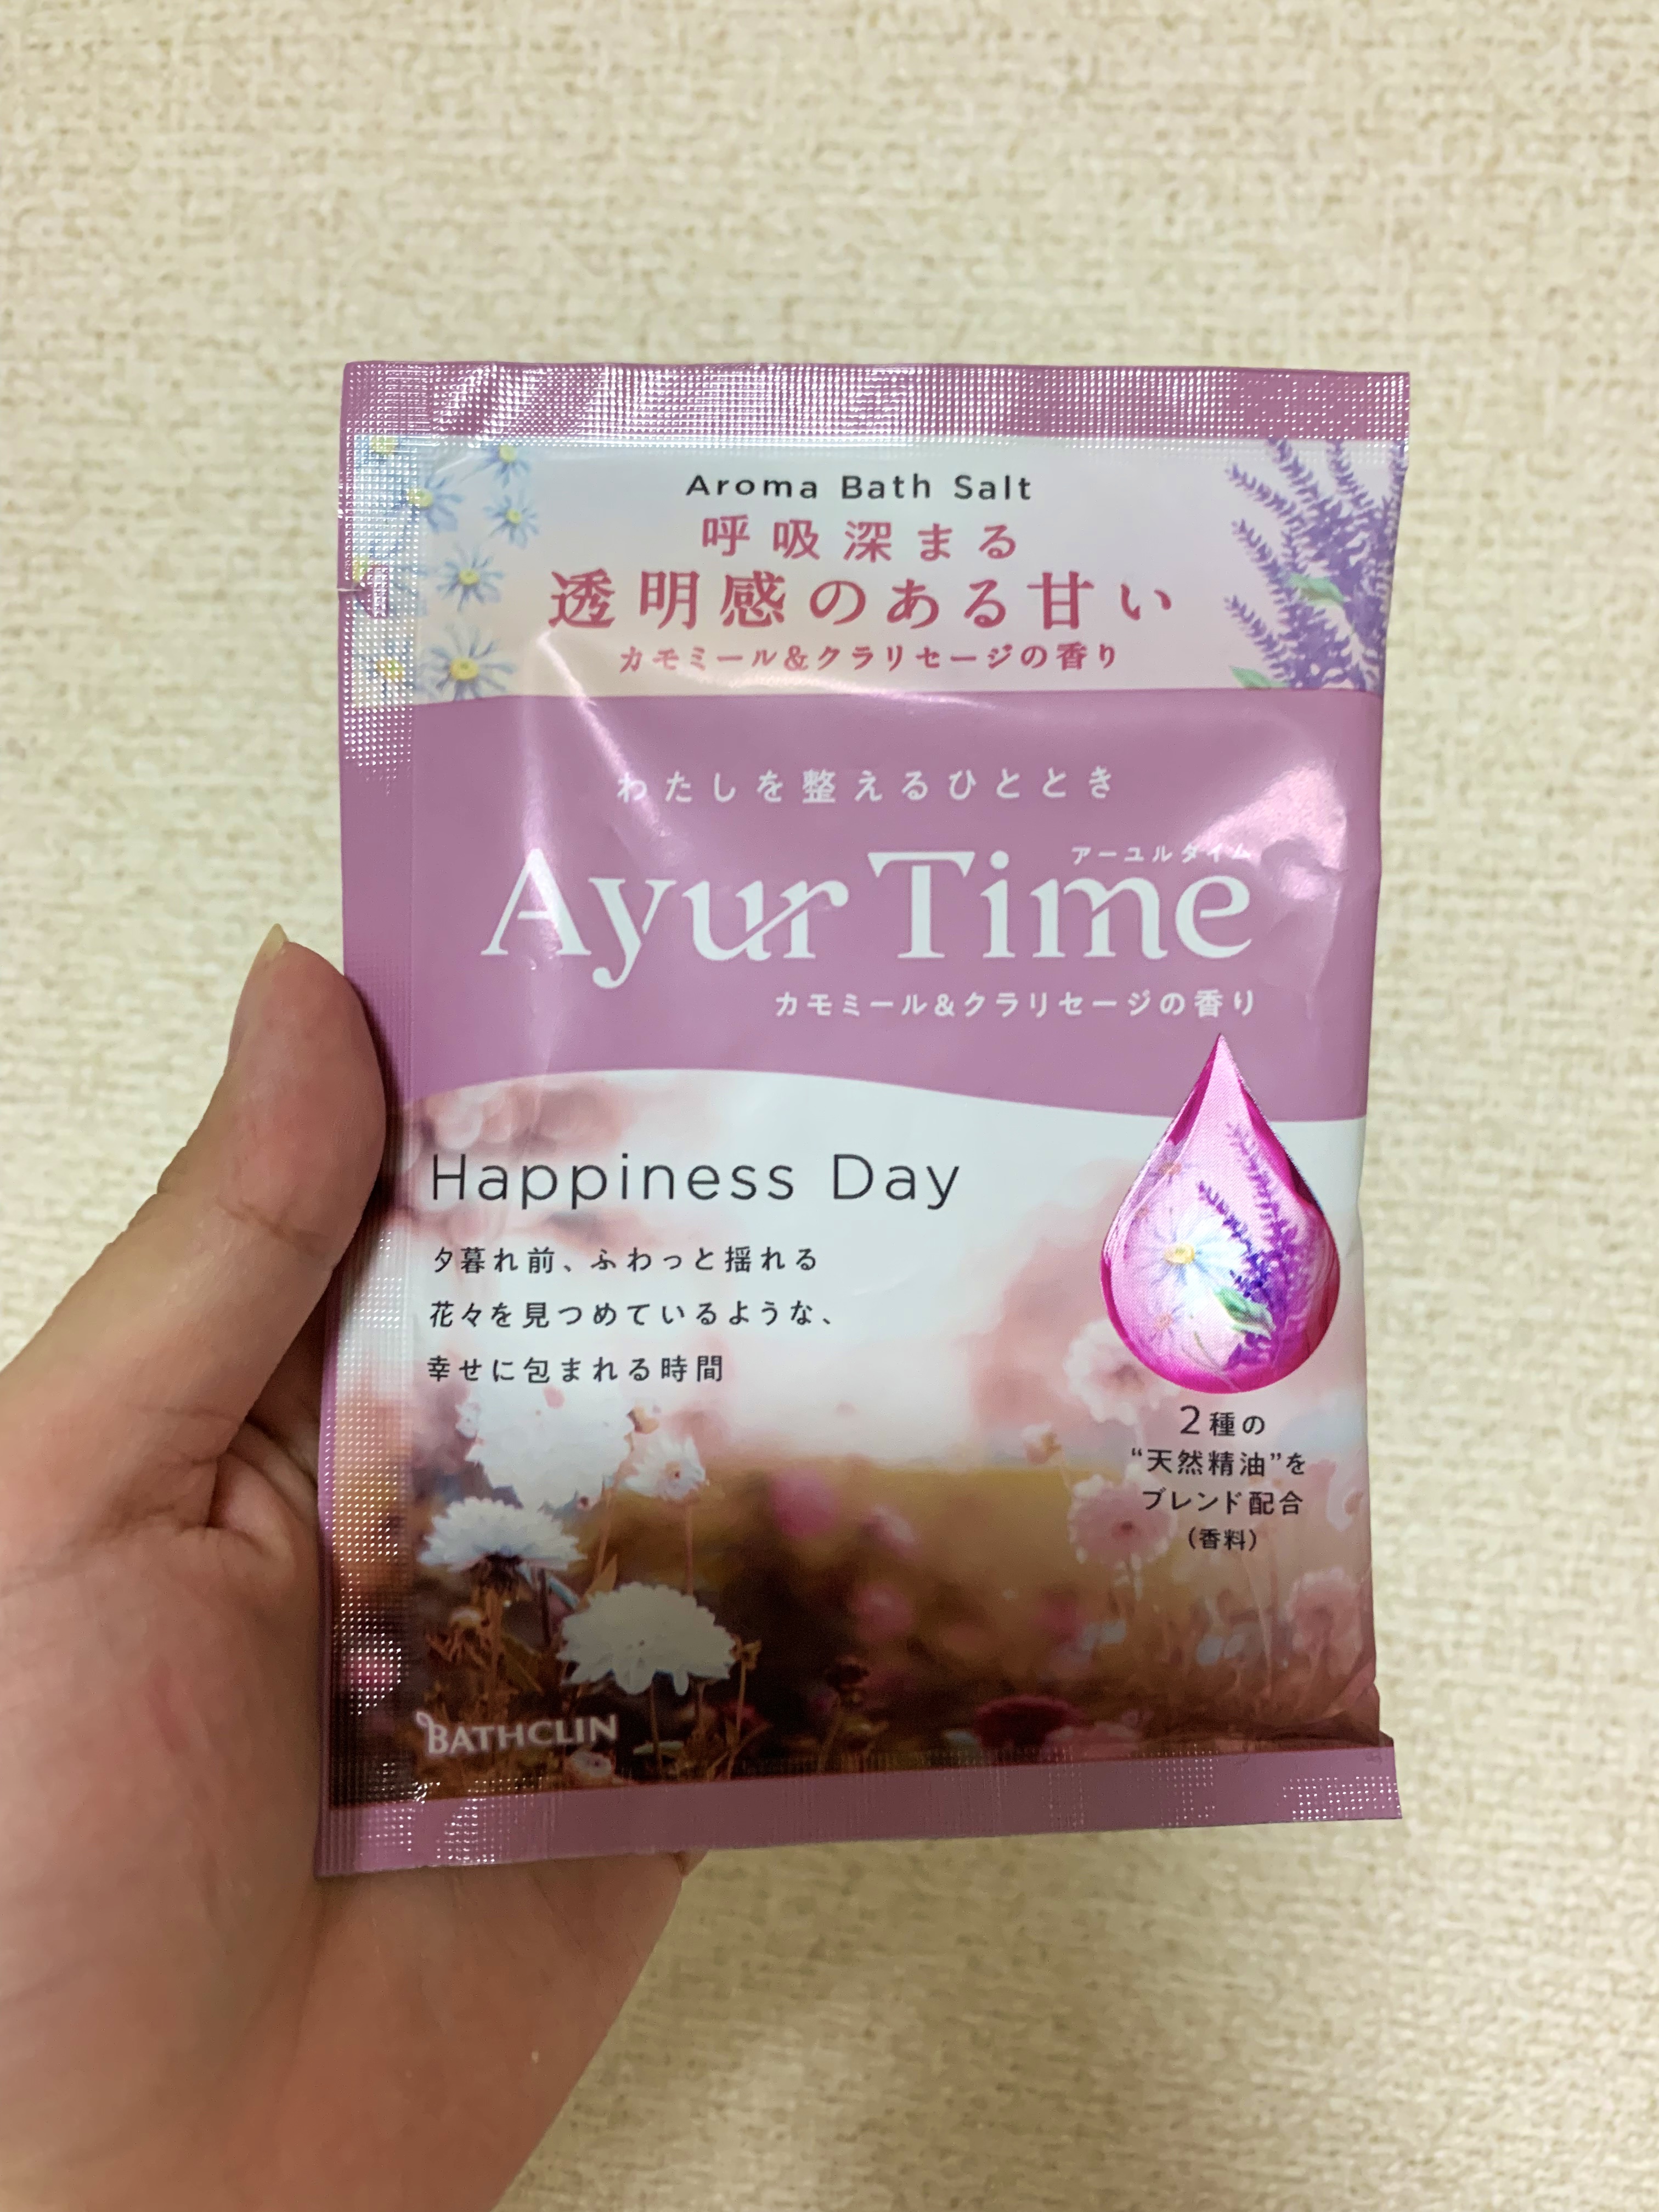 Aroma Bath Salt
呼吸深まる
透明感のある甘い
カモミール&クラリセージの香り
わたしを整えるひととき
アーユルタイム
Ayur Time
カモミール&クラリセージの香り
Happiness Day
夕暮れ前、ふわっと揺れる
花々を見つめているような、
幸せに包まれる時間
2種の
“天然精油”を
ブレンド配合
(香料)
BATHCLIN